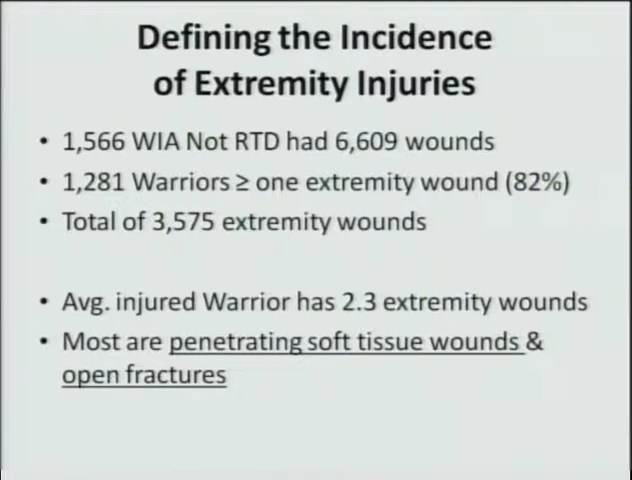 Defining the Incidence
of Extremity Injuries
• 1,566 WIA Not RTD had 6,609 wounds
• 1,281 Warriors ≥ one extremity wound (82%)
• Total of 3,575 extremity wounds
• Avg. injured Warrior has 2.3 extremity wounds
• Most are penetrating soft tissue wounds &
open fractures